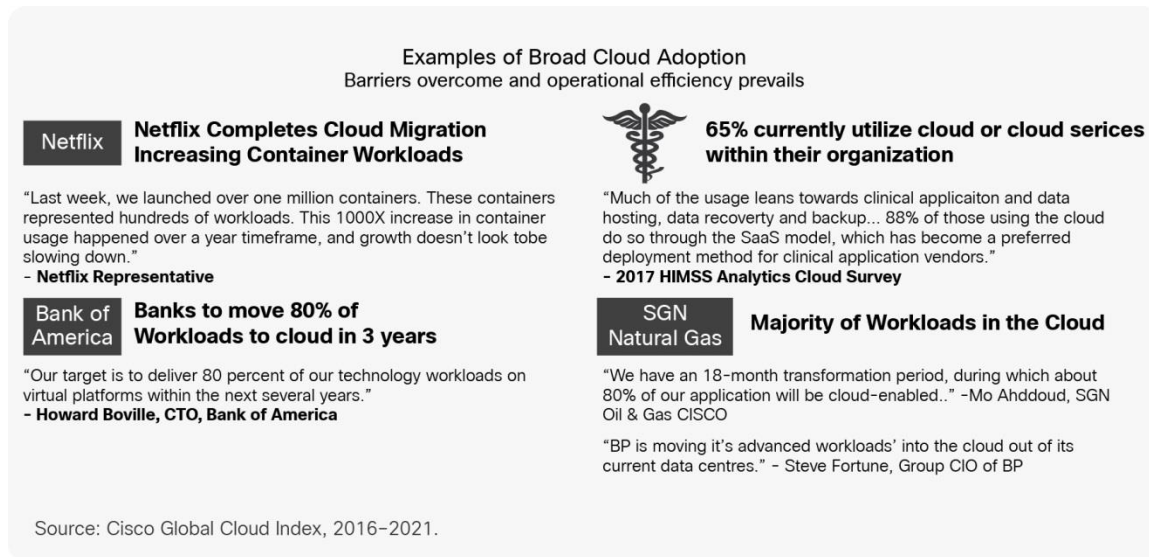 Examples of Broad Cloud Adoption
Barriers overcome and operational efficiency prevails
Netflix
Netflix Completes Cloud Migration
Increasing Container Workloads
“Last week, we launched over one million containers. These containers
represented hundreds of workloads. This 1000X increase in container
usage happened over a year timeframe, and growth doesn’t look tobe
slowing down.”
- Netflix Representative
65% currently utilize cloud or cloud serices
within their organization
“Much of the usage leans towards clinical applicaiton and data
hosting, data recoverty and backup... 88% of those using the cloud
do so through the SaaS model, which has become a preferred
deployment method for clinical application vendors.”
- 2017 HIMSS Analytics Cloud Survey
Bank of
America
Banks to move 80% of
Workloads to cloud in 3 years
“Our target is to deliver 80 percent of our technology workloads on
virtual platforms within the next several years.”
- Howard Boville, CTO, Bank of America
SGN
Natural Gas
Majority of Workloads in the Cloud
“We have an 18-month transformation period, during which about
80% of our application will be cloud-enabled..” -Mo Ahddoud, SGN
Oil & Gas CISCO
“BP is moving it’s advanced workloads’ into the cloud out of its
current data centres.” - Steve Fortune, Group CIO of BP
Source: Cisco Global Cloud Index, 2016-2021.